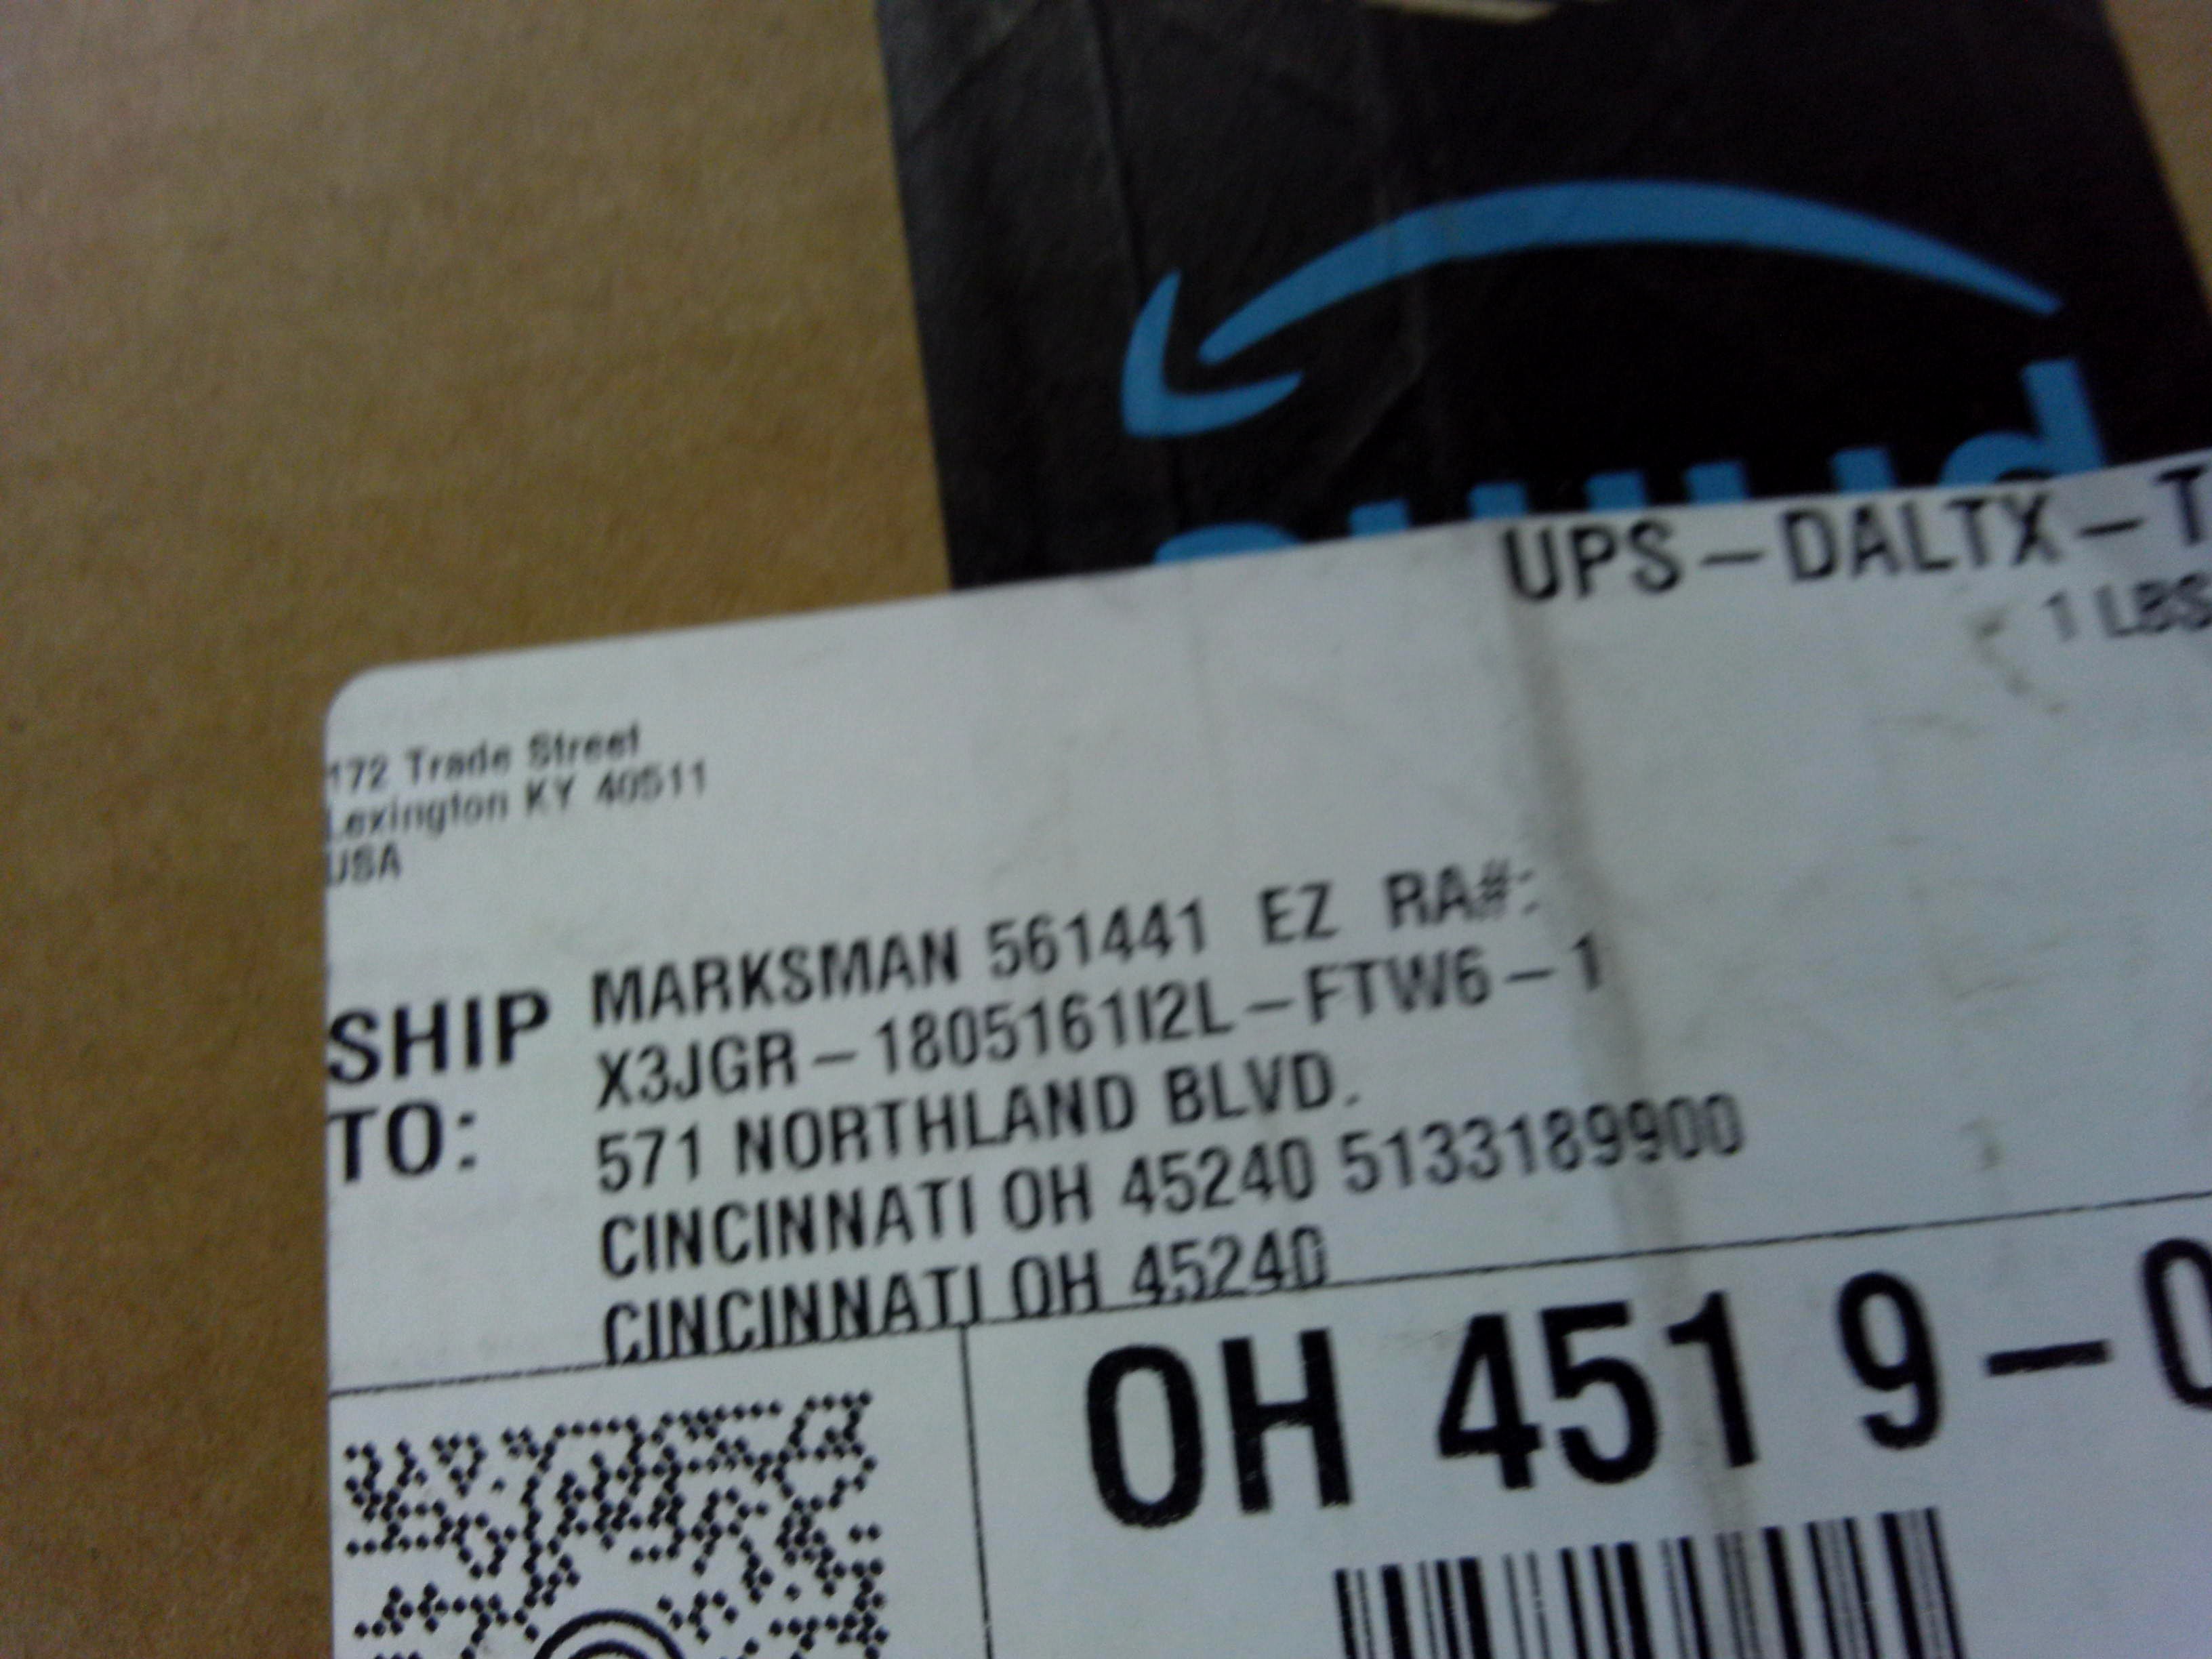 UPS-DALTX-T
1 LBS
172 Trade Street
Lexington KY 40511
USA
SHIP TO:
MARKSMAN 561441 EZ RA#:
X3JGR-1805161I2L-FTW6-1
571 NORTHLAND BLVD.
CINCINNATI OH 45240 5133189900
CINCINNATI OH 45240
OH 451 9-0